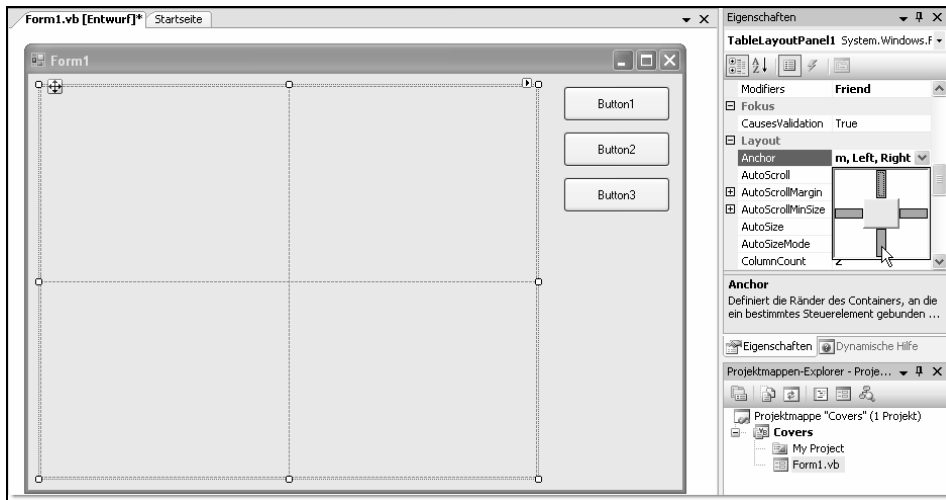 Form1.vb [Entwurf]* Startseite
Form1
Button1
Button2
Button3
Eigenschaften
TableLayoutPanel1 System.Windows.F
Modifiers Friend
Fokus
CausesValidation True
Layout
Anchor m, Left, Right
AutoScroll
AutoScrollMargin
AutoScrollMinSize
AutoSize
AutoSizeMode
ColumnCount 2
Anchor
Definiert die Ränder des Containers, an die
ein bestimmtes Steuerelement gebunden ...
Eigenschaften Dynamische Hilfe
Projektmappen-Explorer - Proje...
Projektmappe "Covers" (1 Projekt)
Covers
My Project
Form1.vb